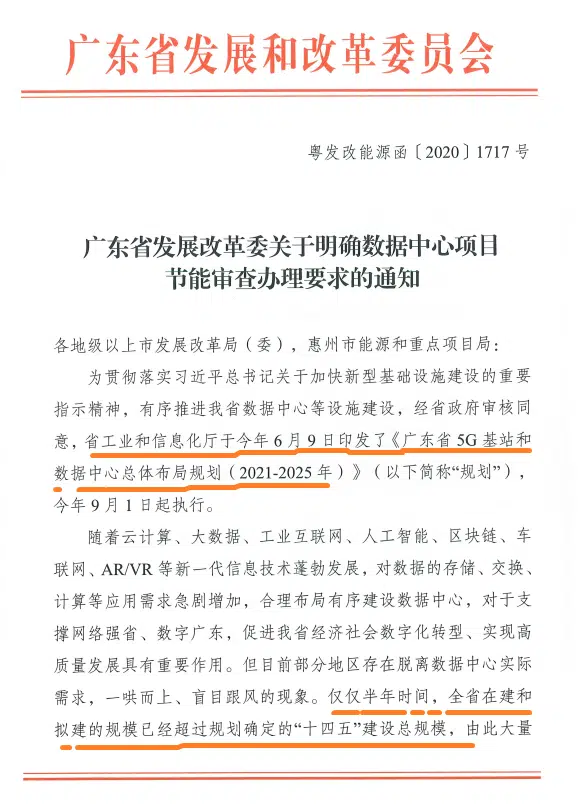 广东省发展和改革委员会
粤发改能源函〔2020〕1717 号
广东省发展改革委关于明确数据中心项目
节能审查办理要求的通知
各地级以上市发展改革局（委），惠州市能源和重点项目局：
为贯彻落实习近平总书记关于加快新型基础设施建设的重要
指示精神，有序推进我省数据中心等设施建设，经省政府审核同
意，省工业和信息化厅于今年 6 月 9 日印发了《广东省 5G 基站和
数据中心总体布局规划（2021-2025 年）》（以下简称“规划”），
今年 9 月 1 日起执行。
随着云计算、大数据、工业互联网、人工智能、区块链、车
联网、AR/VR 等新一代信息技术蓬勃发展，对数据的存储、交换、
计算等应用需求急剧增加，合理布局有序建设数据中心，对于支
撑网络强省、数字广东，促进我省经济社会数字化转型、实现高
质量发展具有重要作用。但目前部分地区存在脱离数据中心实际
需求，一哄而上、盲目跟风的现象。仅仅半年时间，全省在建和
拟建的规模已经超过规划确定的“十四五”建设总规模，由此大量